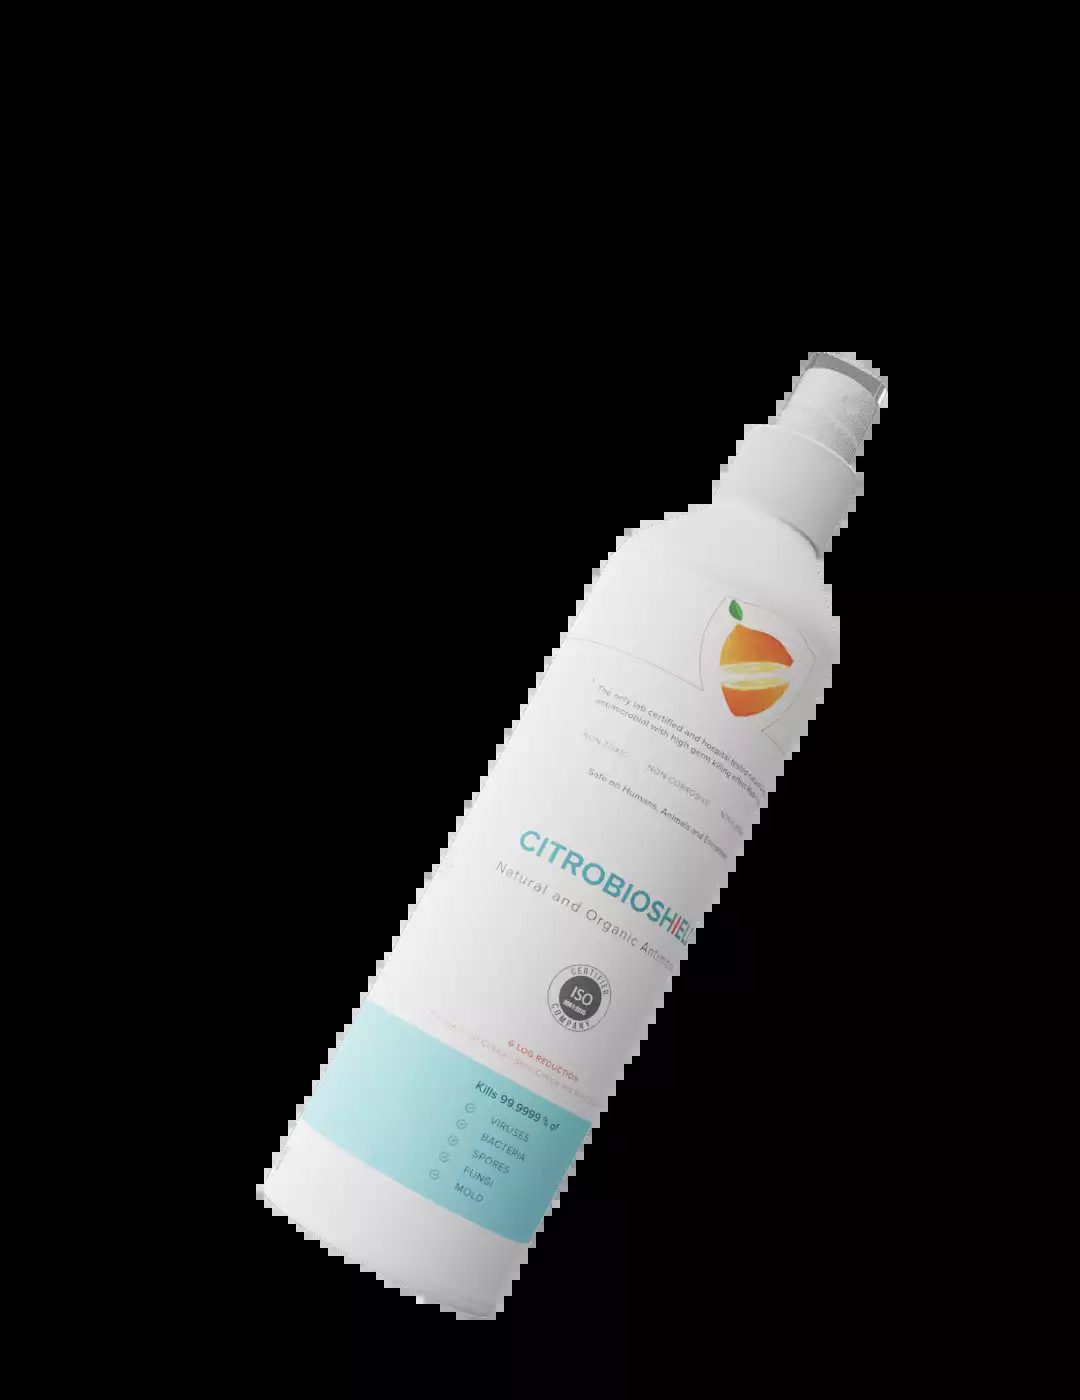 The only lab certified and hospital tested
antimicrobial with high germ killing effect
NON-TOXIC NON-CORROSIVE
Safe on Humans, Animals and
CITROBIOSHIEL
Natural and Organic
CERTIFIED
ISO
COMPANY
6 LOG REDUCTION
Kills 99.9999 % of
VIRUSES
BACTERIA
SPORES
FUNGI
MOLD